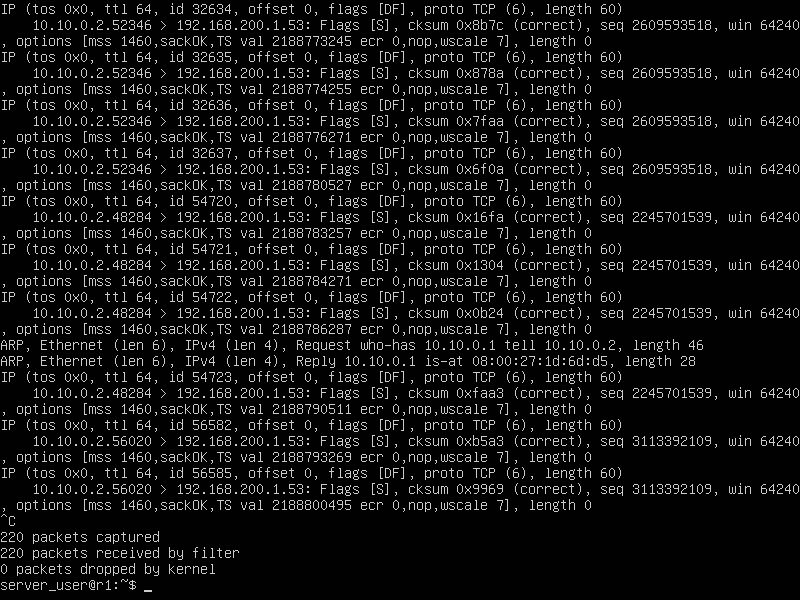 IP (tos 0x0, ttl 64, id 32634, offset 0, flags [DF], proto TCP (6), length 60)
    10.10.0.2.52346 > 192.168.200.1.53: Flags [S], cksum 0x8b7c (correct), seq 2609593518, win 64240
, options [mss 1460,sackOK,TS val 2188773245 ecr 0,nop,wscale 7], length 0
IP (tos 0x0, ttl 64, id 32635, offset 0, flags [DF], proto TCP (6), length 60)
    10.10.0.2.52346 > 192.168.200.1.53: Flags [S], cksum 0x878a (correct), seq 2609593518, win 64240
, options [mss 1460,sackOK,TS val 2188774255 ecr 0,nop,wscale 7], length 0
IP (tos 0x0, ttl 64, id 32636, offset 0, flags [DF], proto TCP (6), length 60)
    10.10.0.2.52346 > 192.168.200.1.53: Flags [S], cksum 0x7faa (correct), seq 2609593518, win 64240
, options [mss 1460,sackOK,TS val 2188776271 ecr 0,nop,wscale 7], length 0
IP (tos 0x0, ttl 64, id 32637, offset 0, flags [DF], proto TCP (6), length 60)
    10.10.0.2.52346 > 192.168.200.1.53: Flags [S], cksum 0x6f0a (correct), seq 2609593518, win 64240
, options [mss 1460,sackOK,TS val 2188780527 ecr 0,nop,wscale 7], length 0
IP (tos 0x0, ttl 64, id 54720, offset 0, flags [DF], proto TCP (6), length 60)
    10.10.0.2.48284 > 192.168.200.1.53: Flags [S], cksum 0x16fa (correct), seq 2245701539, win 64240
, options [mss 1460,sackOK,TS val 2188783257 ecr 0,nop,wscale 7], length 0
IP (tos 0x0, ttl 64, id 54721, offset 0, flags [DF], proto TCP (6), length 60)
    10.10.0.2.48284 > 192.168.200.1.53: Flags [S], cksum 0x1304 (correct), seq 2245701539, win 64240
, options [mss 1460,sackOK,TS val 2188784271 ecr 0,nop,wscale 7], length 0
IP (tos 0x0, ttl 64, id 54722, offset 0, flags [DF], proto TCP (6), length 60)
    10.10.0.2.48284 > 192.168.200.1.53: Flags [S], cksum 0x0b24 (correct), seq 2245701539, win 64240
, options [mss 1460,sackOK,TS val 2188786287 ecr 0,nop,wscale 7], length 0
ARP, Ethernet (len 6), IPv4 (len 4), Request who-has 10.10.0.1 tell 10.10.0.2, length 46
ARP, Ethernet (len 6), IPv4 (len 4), Reply 10.10.0.1 is-at 08:00:27:1d:6d:d5, length 28
IP (tos 0x0, ttl 64, id 54723, offset 0, flags [DF], proto TCP (6), length 60)
    10.10.0.2.48284 > 192.168.200.1.53: Flags [S], cksum 0xfaa3 (correct), seq 2245701539, win 64240
, options [mss 1460,sackOK,TS val 2188790511 ecr 0,nop,wscale 7], length 0
IP (tos 0x0, ttl 64, id 56582, offset 0, flags [DF], proto TCP (6), length 60)
    10.10.0.2.56020 > 192.168.200.1.53: Flags [S], cksum 0xb5a3 (correct), seq 3113392109, win 64240
, options [mss 1460,sackOK,TS val 2188793269 ecr 0,nop,wscale 7], length 0
IP (tos 0x0, ttl 64, id 56585, offset 0, flags [DF], proto TCP (6), length 60)
    10.10.0.2.56020 > 192.168.200.1.53: Flags [S], cksum 0x9969 (correct), seq 3113392109, win 64240
, options [mss 1460,sackOK,TS val 2188800495 ecr 0,nop,wscale 7], length 0
^C
220 packets captured
220 packets received by filter
0 packets dropped by kernel
server_user@r1:~$ _